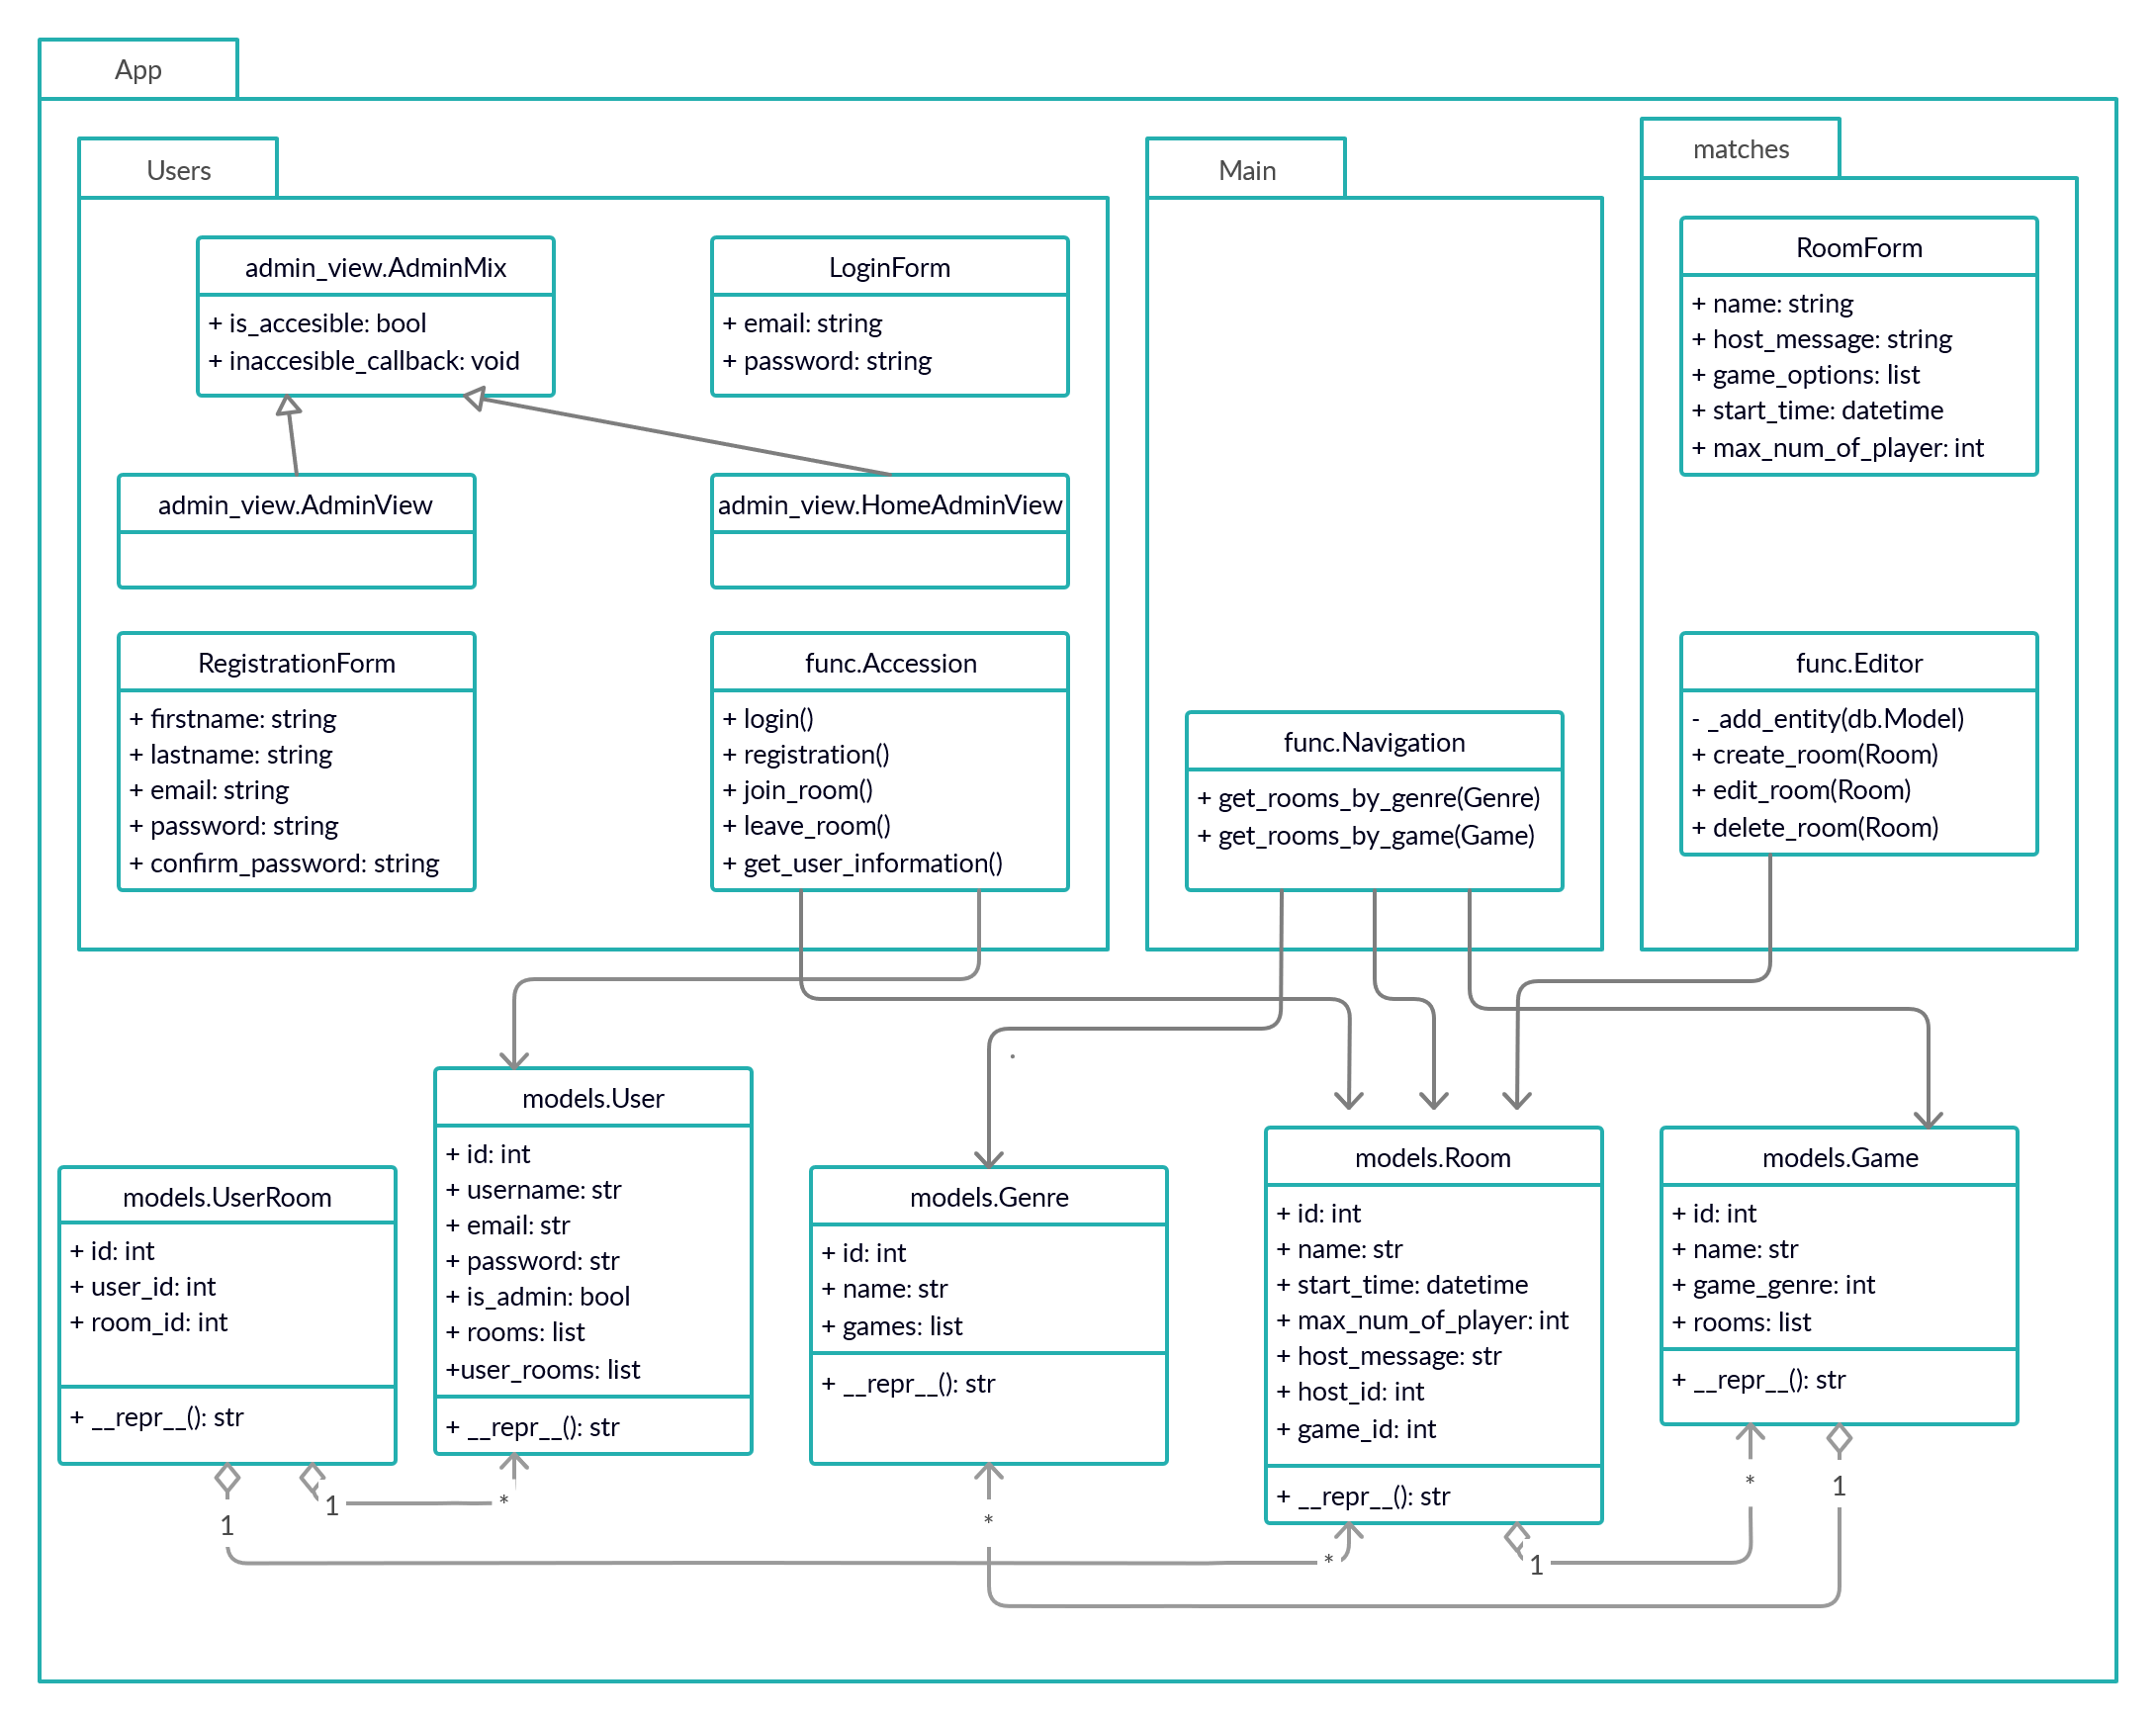 App
Users
admin_view.AdminMix
+ is_accesible: bool
+ inaccesible_callback: void
LoginForm
+ email: string
+ password: string
admin_view.AdminView
admin_view.HomeAdminView
RegistrationForm
+ firstname: string
+ lastname: string
+ email: string
+ password: string
+ confirm_password: string
func.Accession
+ login()
+ registration()
+ join_room()
+ leave_room()
+ get_user_information()
Main
func.Navigation
+ get_rooms_by_genre(Genre)
+ get_rooms_by_game(Game)
matches
RoomForm
+ name: string
+ host_message: string
+ game_options: list
+ start_time: datetime
+ max_num_of_player: int
func.Editor
- _add_entity(db.Model)
+ create_room(Room)
+ edit_room(Room)
+ delete_room(Room)
models.UserRoom
+ id: int
+ user_id: int
+ room_id: int
+ __repr__(): str
models.User
+ id: int
+ username: str
+ email: str
+ password: str
+ is_admin: bool
+ rooms: list
+user_rooms: list
+ __repr__(): str
models.Genre
+ id: int
+ name: str
+ games: list
+ __repr__(): str
models.Room
+ id: int
+ name: str
+ start_time: datetime
+ max_num_of_player: int
+ host_message: str
+ host_id: int
+ game_id: int
+ __repr__(): str
models.Game
+ id: int
+ name: str
+ game_genre: int
+ rooms: list
+ __repr__(): str
1
1
*
*
*
1
*
1